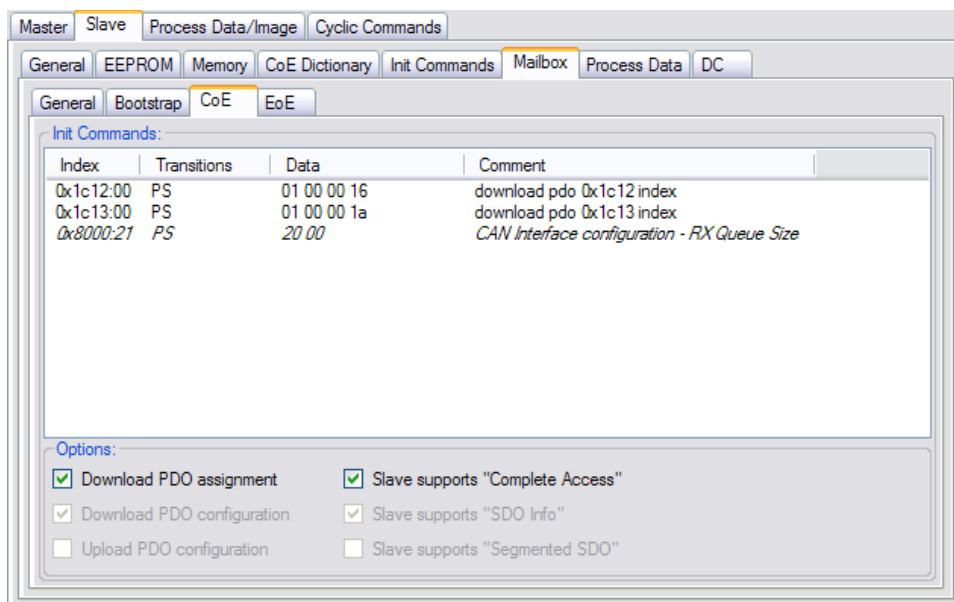 Master Slave Process Data/Image Cyclic Commands
General EEPROM Memory CoE Dictionary Init Commands Mailbox Process Data DC
General Bootstrap CoE EoE
Init Commands:
Index Transitions Data Comment
0x1c12:00 PS 01 00 00 16 download pdo 0x1c12 index
0x1c13:00 PS 01 00 00 1a download pdo 0x1c13 index
0x8000:21 PS 20 00 CAN Interface configuration - RX Queue Size
Options:
Download PDO assignment Slave supports "Complete Access"
Download PDO configuration Slave supports "SDO Info"
Upload PDO configuration Slave supports "Segmented SDO"